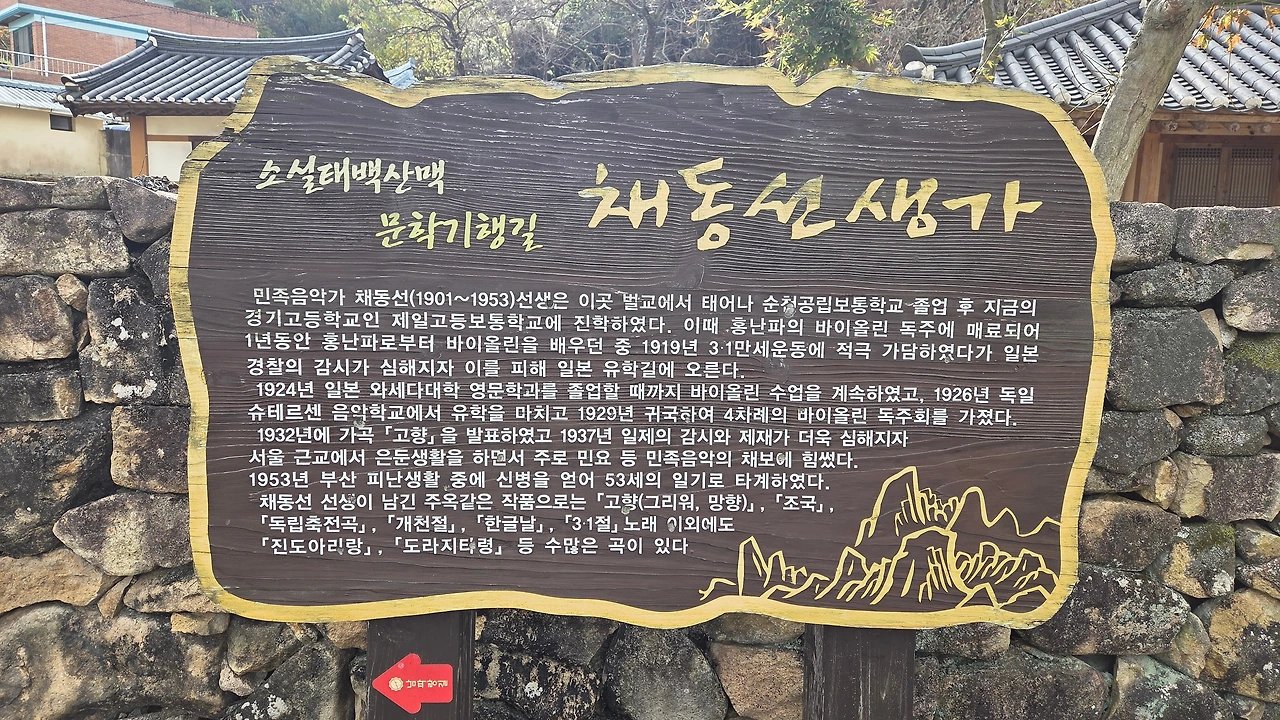 소설태백산맥
문학기행길
채동선생가
민족음악가 채동선(1901~1953)선생은 이곳 벌교에서 태어나 순천공립보통학교 졸업 후 지금의
경기고등학교인 제일고등보통학교에 진학하였다. 이때 홍난파의 바이올린 독주에 매료되어
1년동안 홍난파로부터 바이올린을 배우던 중 1919년 3·1만세운동에 적극 가담하였다가 일본
경찰의 감시가 심해지자 이를 피해 일본 유학길에 오른다.
1924년 일본 와세다대학 영문학과를 졸업할 때까지 바이올린 수업을 계속하였고, 1926년 독일
슈테르센 음악학교에서 유학을 마치고 1929년 귀국하여 4차례의 바이올린 독주회를 가졌다.
1932년에 가곡 「고향」을 발표하였고 1937년 일제의 감시와 제재가 더욱 심해지자
서울 근교에서 은둔생활을 하면서 주로 민요 등 민족음악의 채보에 힘썼다.
1953년 부산 피난생활 중에 신병을 얻어 53세의 일기로 타계하였다.
채동선 선생이 남긴 주옥같은 작품으로는 「고향(그리워, 망향)」, 「조국」,
「독립축전곡」, 「개천절」, 「한글날」, 「3·1절」노래 이외에도
「진도아리랑」, 「도라지타령」 등 수많은 곡이 있다